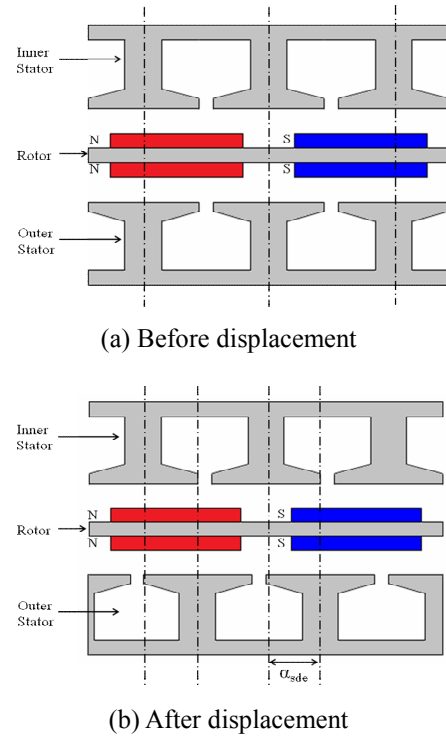 Inner
Stator
N
S
Rotor
N
S
Outer
Stator
(a) Before displacement
Inner
Stator
N
S
Rotor
N
S
Outer
Stator
αsde
(b) After displacement